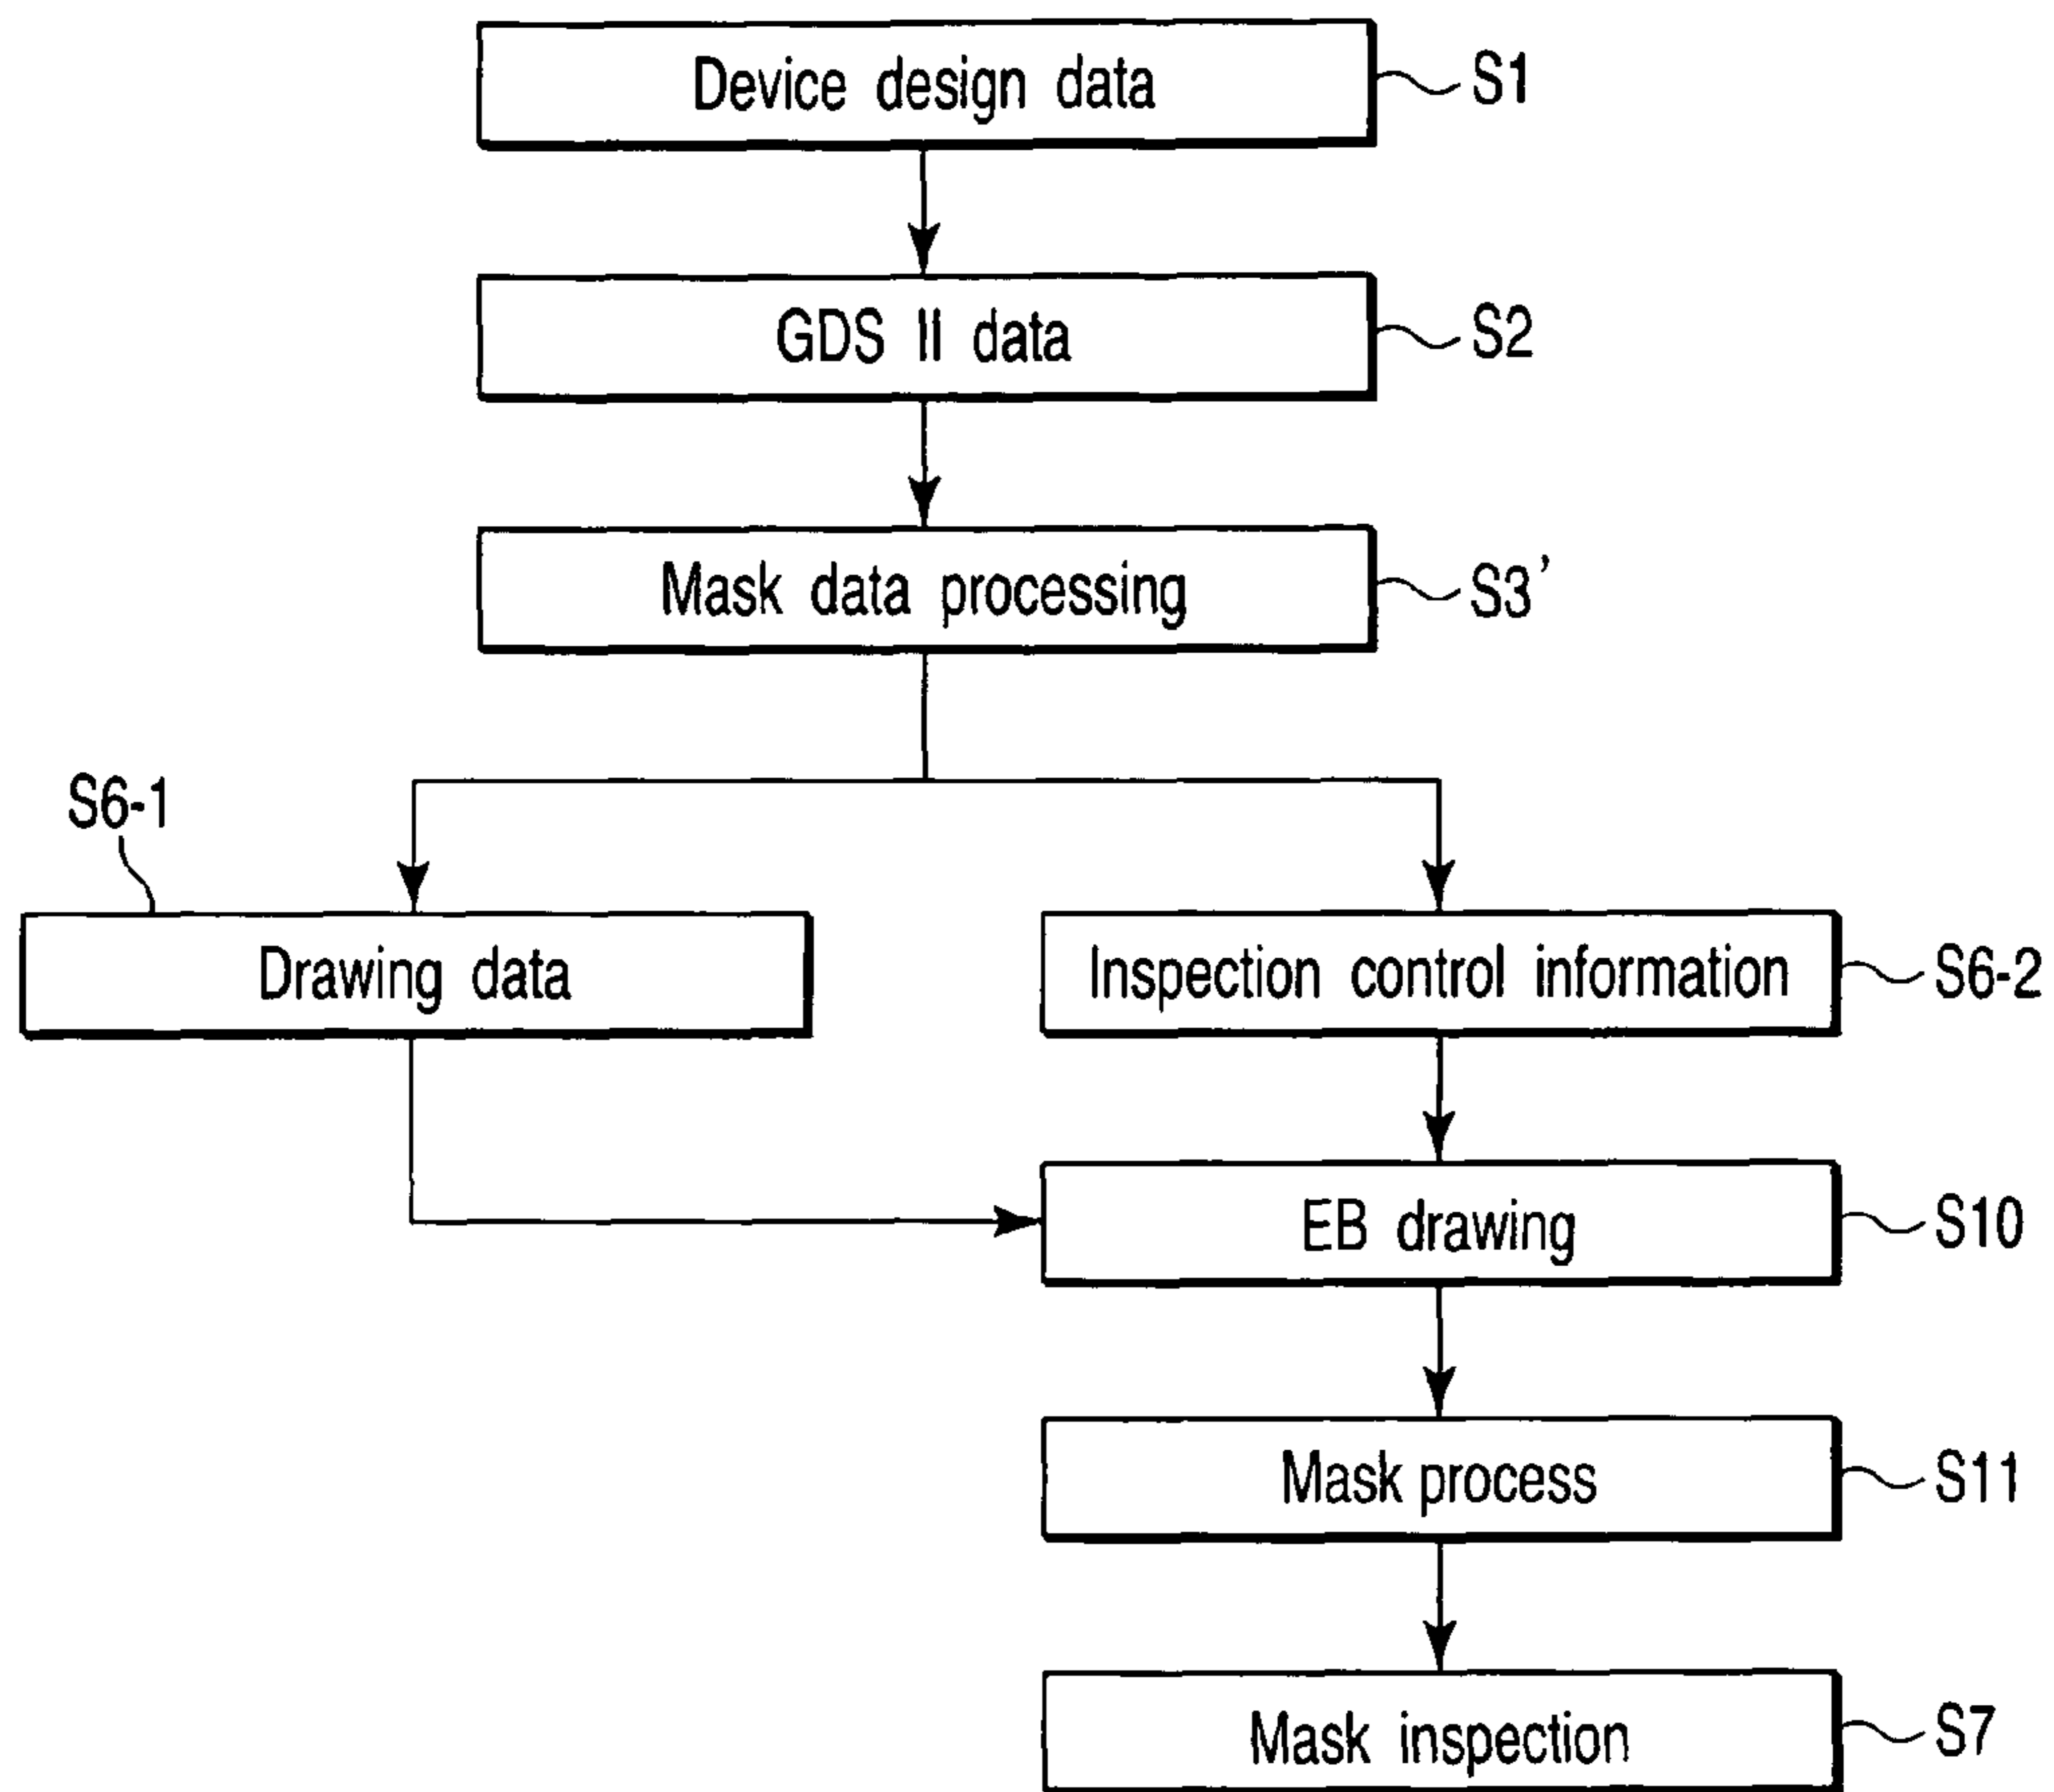 Device design data
S1
GDS II data
S2
Mask data processing
S3’
S6-1
Drawing data
Inspection control information
S6-2
EB drawing
S10
Mask process
S11
Mask inspection
S7